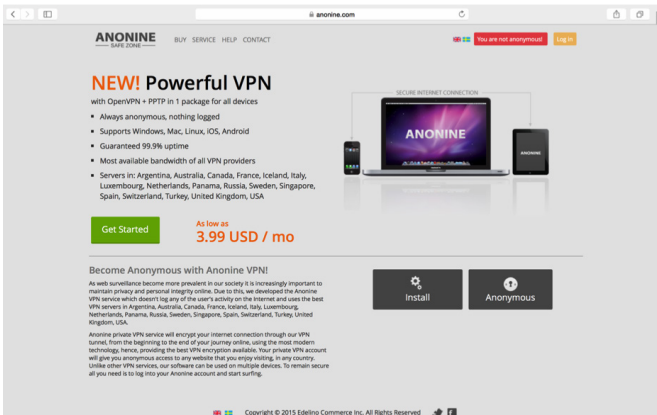 anonine.com
ANONINE
SAFE ZONE
BUY SERVICE HELP CONTACT
You are not anonymous!
Log in
NEW! Powerful VPN
with OpenVPN + PPTP in 1 package for all devices
Always anonymous, nothing logged
Supports Windows, Mac, Linux, iOS, Android
Guaranteed 99.9% uptime
Most available bandwidth of all VPN providers
Servers in: Argentina, Australia, Canada, France, Iceland, Italy,
Luxembourg, Netherlands, Panama, Russia, Sweden, Singapore,
Spain, Switzerland, Turkey, United Kingdom, USA
SECURE INTERNET CONNECTION
ANONINE
ANONINE
Get Started
As low as
3.99 USD / mo
Become Anonymous with Anonine VPN!
As web surveillance become more prevalent in our society it is increasingly important to
maintain privacy and personal integrity online. Due to this, we developed the Anonine
VPN service which doesn't log any of the user's activity on the Internet and uses the best
VPN servers in Argentina, Australia, Canada, France, Iceland, Italy, Luxembourg,
Netherlands, Panama, Russia, Sweden, Singapore, Spain, Switzerland, Turkey, United
Kingdom, USA.
Anonine private VPN service will encrypt your internet connection through our VPN
tunnel, from the beginning to the end of your journey online, using the most modern
technology, hence, providing the best VPN encryption available. Your private VPN account
will give you anonymous access to any website that you enjoy visiting, in any country.
Unlike other VPN services, our software can be used on multiple devices. To remain secure
all you need is to log into your Anonine account and start surfing.
Install
Anonymous
Copyright © 2015 Edelino Commerce Inc. All Rights Reserved